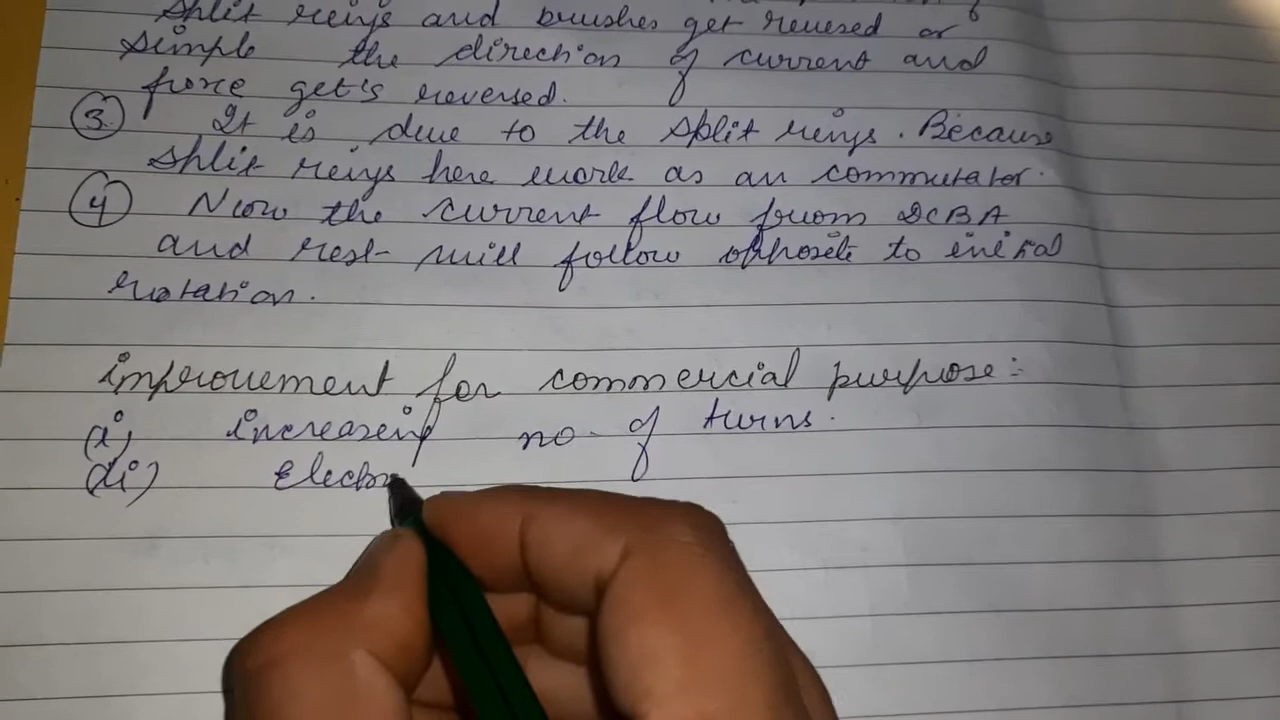 split rings and brushes get revesed or
simple the direction of current and
force get's reversed.
3. It is due to the split rings. Because
split rings here work as an commutator.
4 Now the current flow from DCBA
and rest will follow opposite to initial
rotation.
improvement for commercial purpose:
(i) increasing no. of turns.
(ii) Electr